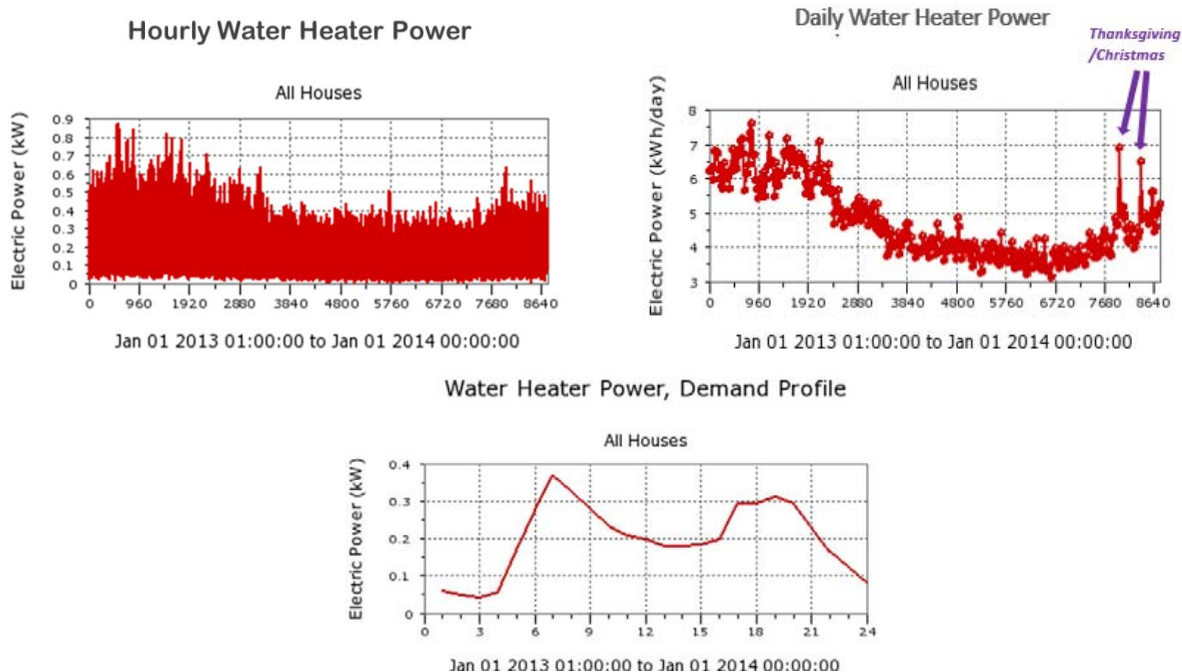 Hourly Water Heater Power
All Houses
Electric Power (kW)
0.9
0.8
0.7
0.6
0.5
0.4
0.3
0.2
0.1
0
0 960 1920 2880 3840 4800 5760 6720 7680 8640
Jan 01 2013 01:00:00 to Jan 01 2014 00:00:00
Daily Water Heater Power
Thanksgiving
/Christmas
All Houses
Electric Power (kWh/day)
8
7
6
5
4
3
0 960 1920 2880 3840 4800 5760 6720 7680 8640
Jan 01 2013 01:00:00 to Jan 01 2014 00:00:00
Water Heater Power, Demand Profile
All Houses
Electric Power (kW)
0.4
0.3
0.2
0.1
0
0 3 6 9 12 15 18 21 24
Jan 01 2013 01:00:00 to Jan 01 2014 00:00:00